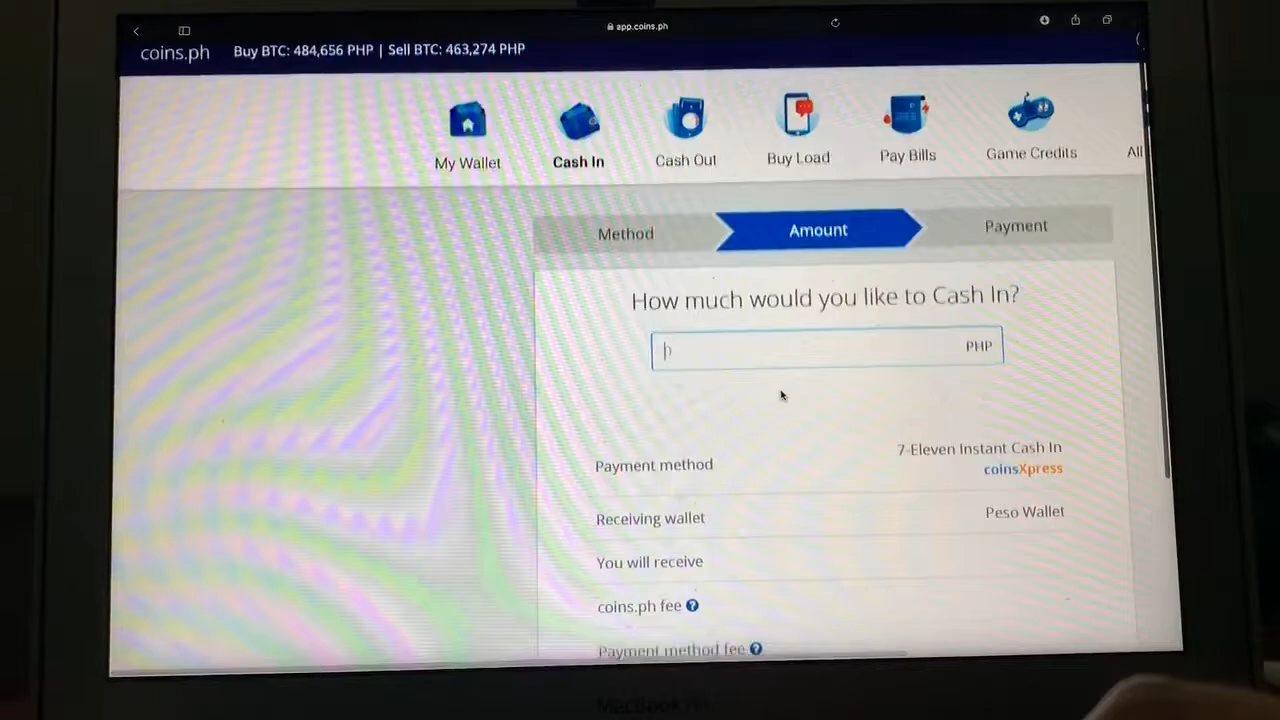 app.coins.ph
coins.ph Buy BTC: 484,656 PHP | Sell BTC: 463,274 PHP
My Wallet Cash In Cash Out Buy Load Pay Bills Game Credits All
Method Amount Payment
How much would you like to Cash In?
PHP
Payment method 7-Eleven Instant Cash In
coinsXpress
Receiving wallet Peso Wallet
You will receive
coins.ph fee ?
Payment method fee ?